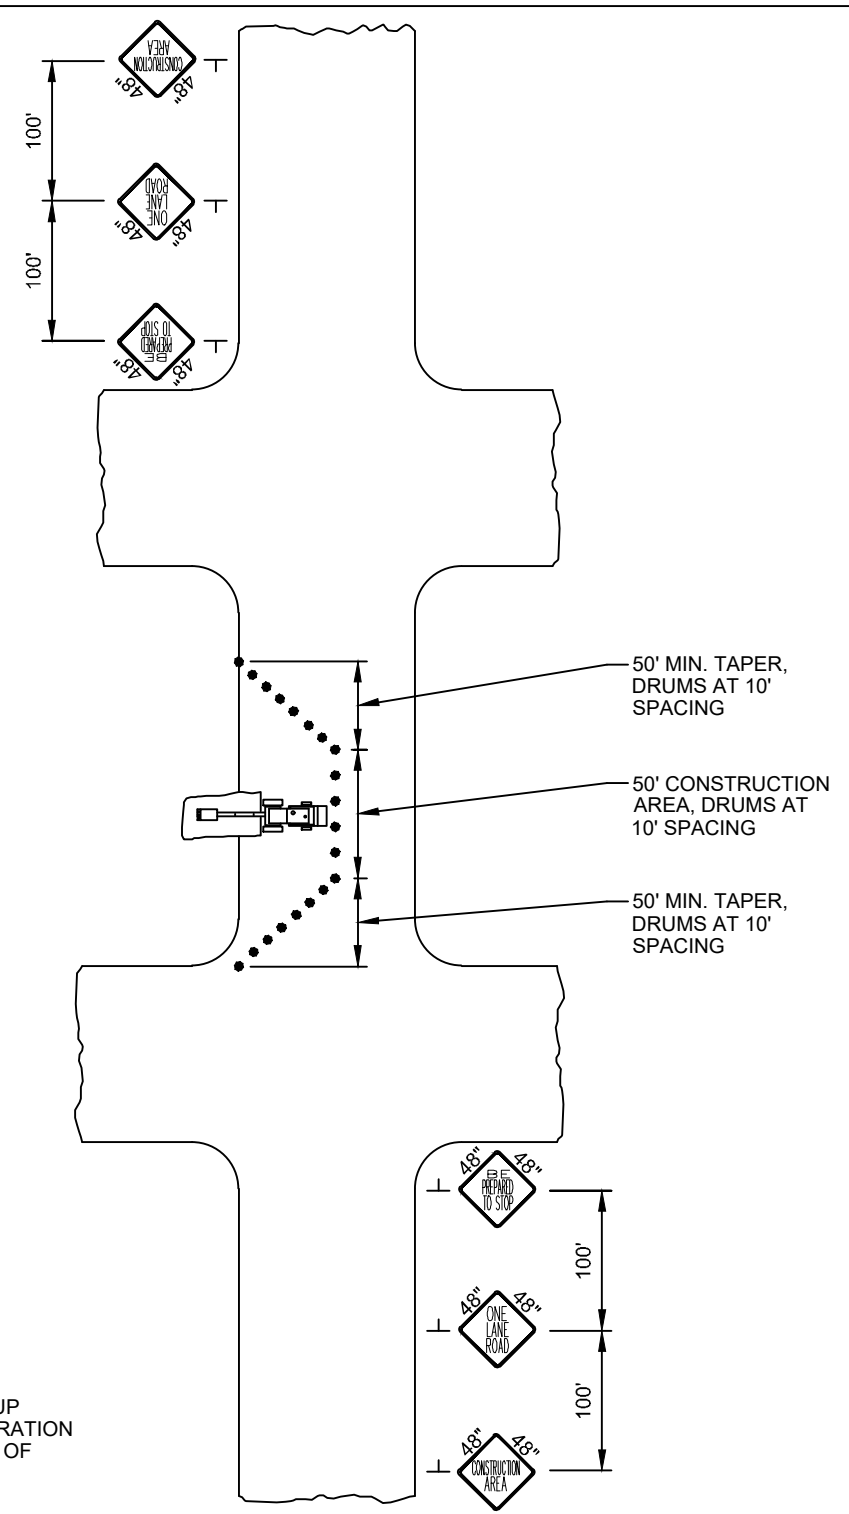 CONSTRUCTION
AREA
48"
48"
100'
ONE
LANE
ROAD
48"
48"
100'
BE
PREPARED
TO STOP
48"
48"
50' MIN. TAPER,
DRUMS AT 10'
SPACING
50' CONSTRUCTION
AREA, DRUMS AT
10' SPACING
50' MIN. TAPER,
DRUMS AT 10'
SPACING
48"
48"
BE
PREPARED
TO STOP
100'
48"
48"
ONE
LANE
ROAD
100'
48"
48"
CONSTRUCTION
AREA
UP
RATION
OF